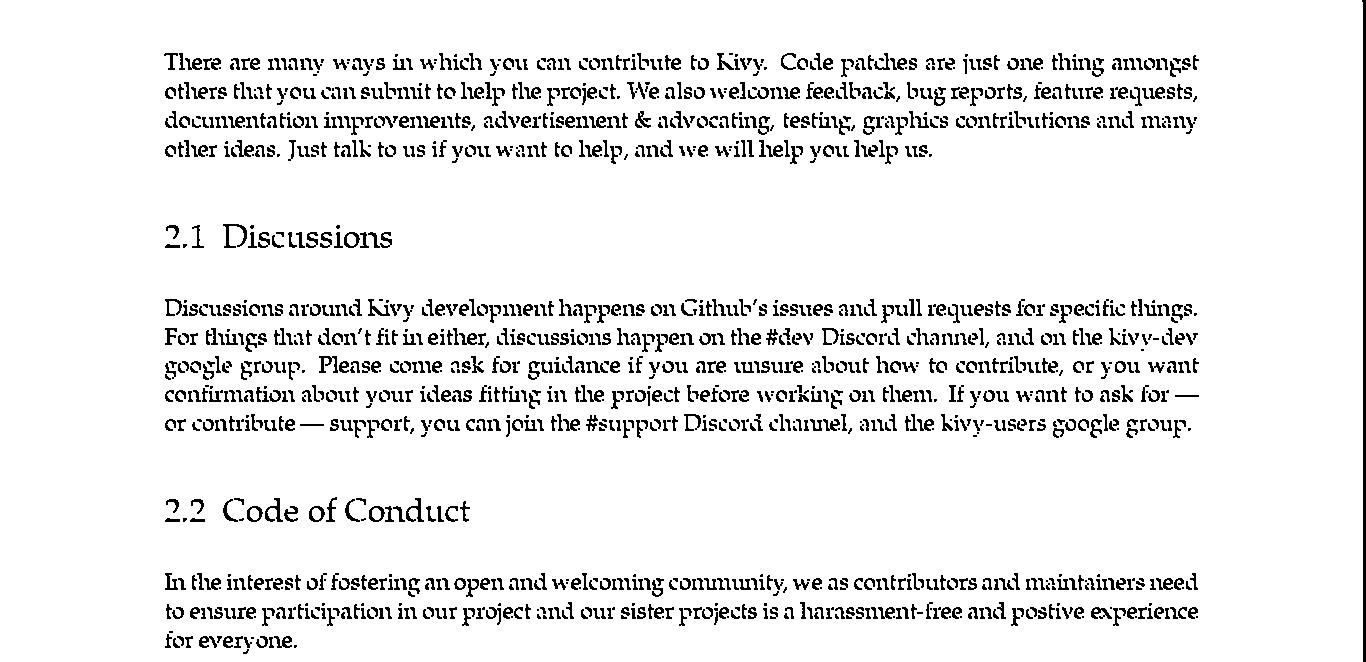 There are many ways in which you can contribute to Kivy. Code patches are just one thing amongst
others that you can submit to help the project. We also welcome feedback, bug reports, feature requests,
documentation improvements, advertisement & advocating, testing, graphics contributions and many
other ideas. Just talk to us if you want to help, and we will help you help us.
2.1 Discussions
Discussions around Kivy development happens on Github's issues and pull requests for specific things.
For things that don't fit in either, discussions happen on the #dev Discord channel, and on the kivy-dev
google group. Please come ask for guidance if you are unsure about how to contribute, or you want
confirmation about your ideas fitting in the project before working on them. If you want to ask for —
or contribute — support, you can join the #support Discord channel, and the kivy-users google group.
2.2 Code of Conduct
In the interest of fostering an open and welcoming community, we as contributors and maintainers need
to ensure participation in our project and our sister projects is a harassment-free and postive experience
for everyone.